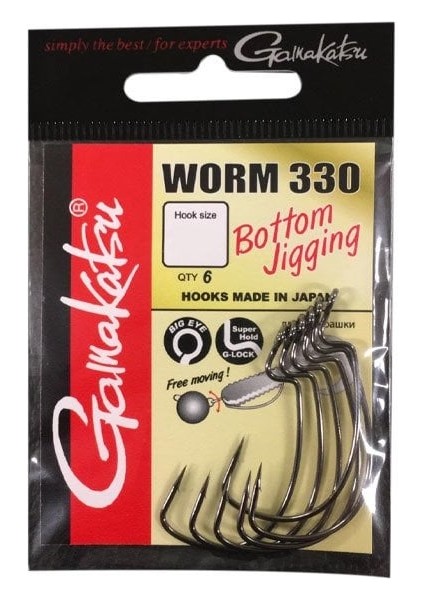 simply the best / for experts
Gamakatsu
Gamakatsu®
WORM 330
Hook size
Bottom
Jigging
QTY 6
HOOKS MADE IN JAPAN
BIG EYE
Super
Hold
G-LOCK
Free moving!